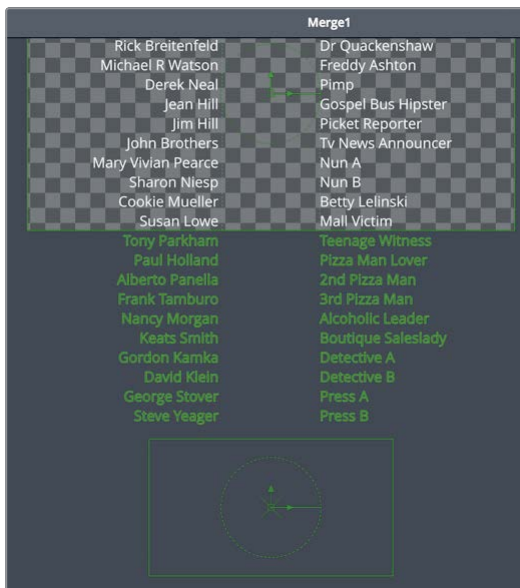 Merge1
Rick Breitenfeld Dr Quackenshaw
Michael R Watson Freddy Ashton
Derek Neal Pimp
Jean Hill Gospel Bus Hipster
Jim Hill Picket Reporter
John Brothers Tv News Announcer
Mary Vivian Pearce Nun A
Sharon Niesp Nun B
Cookie Mueller Betty Lelinski
Susan Lowe Mall Victim
Tony Parkham Teenage Witness
Paul Holland Pizza Man Lover
Alberto Panella 2nd Pizza Man
Frank Tamburo 3rd Pizza Man
Nancy Morgan Alcoholic Leader
Keats Smith Boutique Saleslady
Gordon Kamka Detective A
David Klein Detective B
George Stover Press A
Steve Yeager Press B